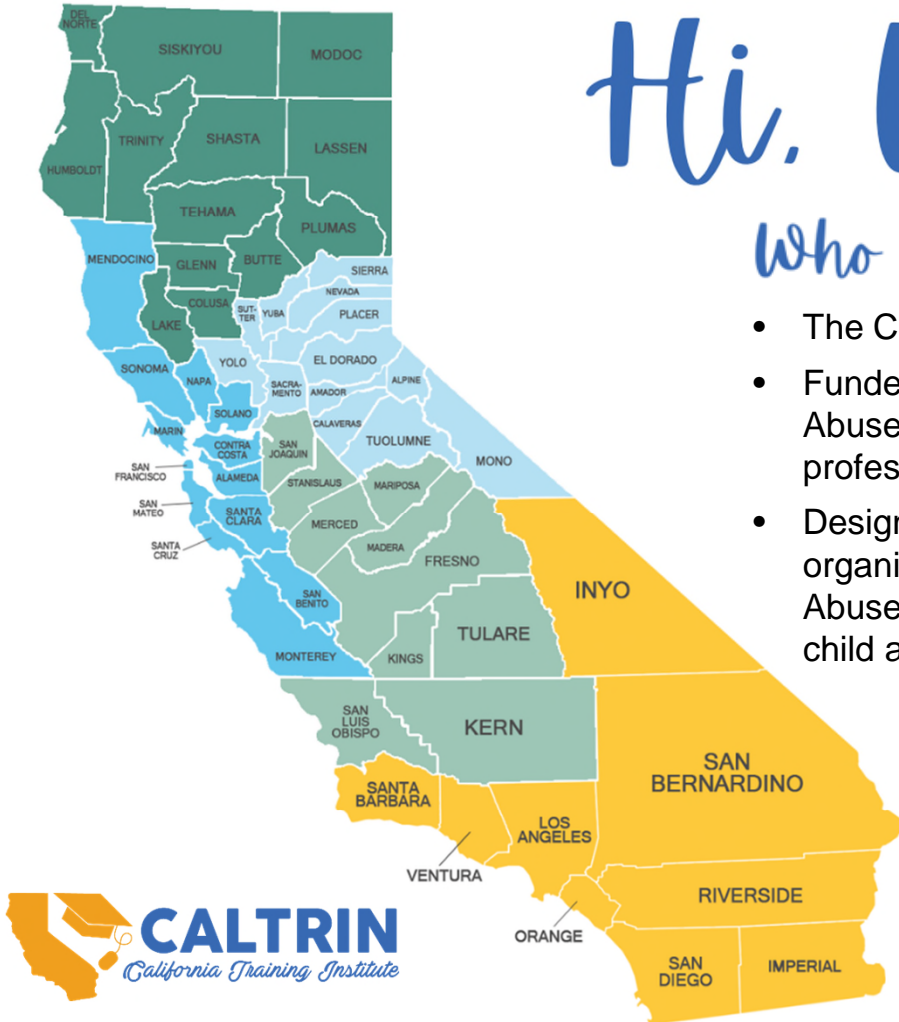 Hi.
Who
• The C
• Funde
Abuse
profes
• Design
organi
Abuse
child a
DEL
NORTE
SISKIYOU
MODOC
HUMBOLDT
TRINITY
SHASTA
LASSEN
TEHAMA
PLUMAS
MENDOCINO
GLENN
BUTTE
SIERRA
NEVADA
COLUSA
SUT-
TER
YUBA
PLACER
LAKE
YOLO
EL DORADO
SONOMA
NAPA
SACRA-
MENTO
AMADOR
ALPINE
SOLANO
CALAVERAS
MARIN
CONTRA
COSTA
SAN
JOAQUIN
TUOLUMNE
MONO
SAN
FRANCISCO
ALAMEDA
STANISLAUS
MARIPOSA
SAN
MATEO
SANTA
CLARA
MERCED
SANTA
CRUZ
MADERA
FRESNO
SAN
BENITO
INYO
MONTEREY
KINGS
TULARE
SAN
LUIS
OBISPO
KERN
SAN
BERNARDINO
SANTA
BARBARA
LOS
ANGELES
VENTURA
RIVERSIDE
ORANGE
SAN
DIEGO
IMPERIAL
CALTRIN
California Training Institute